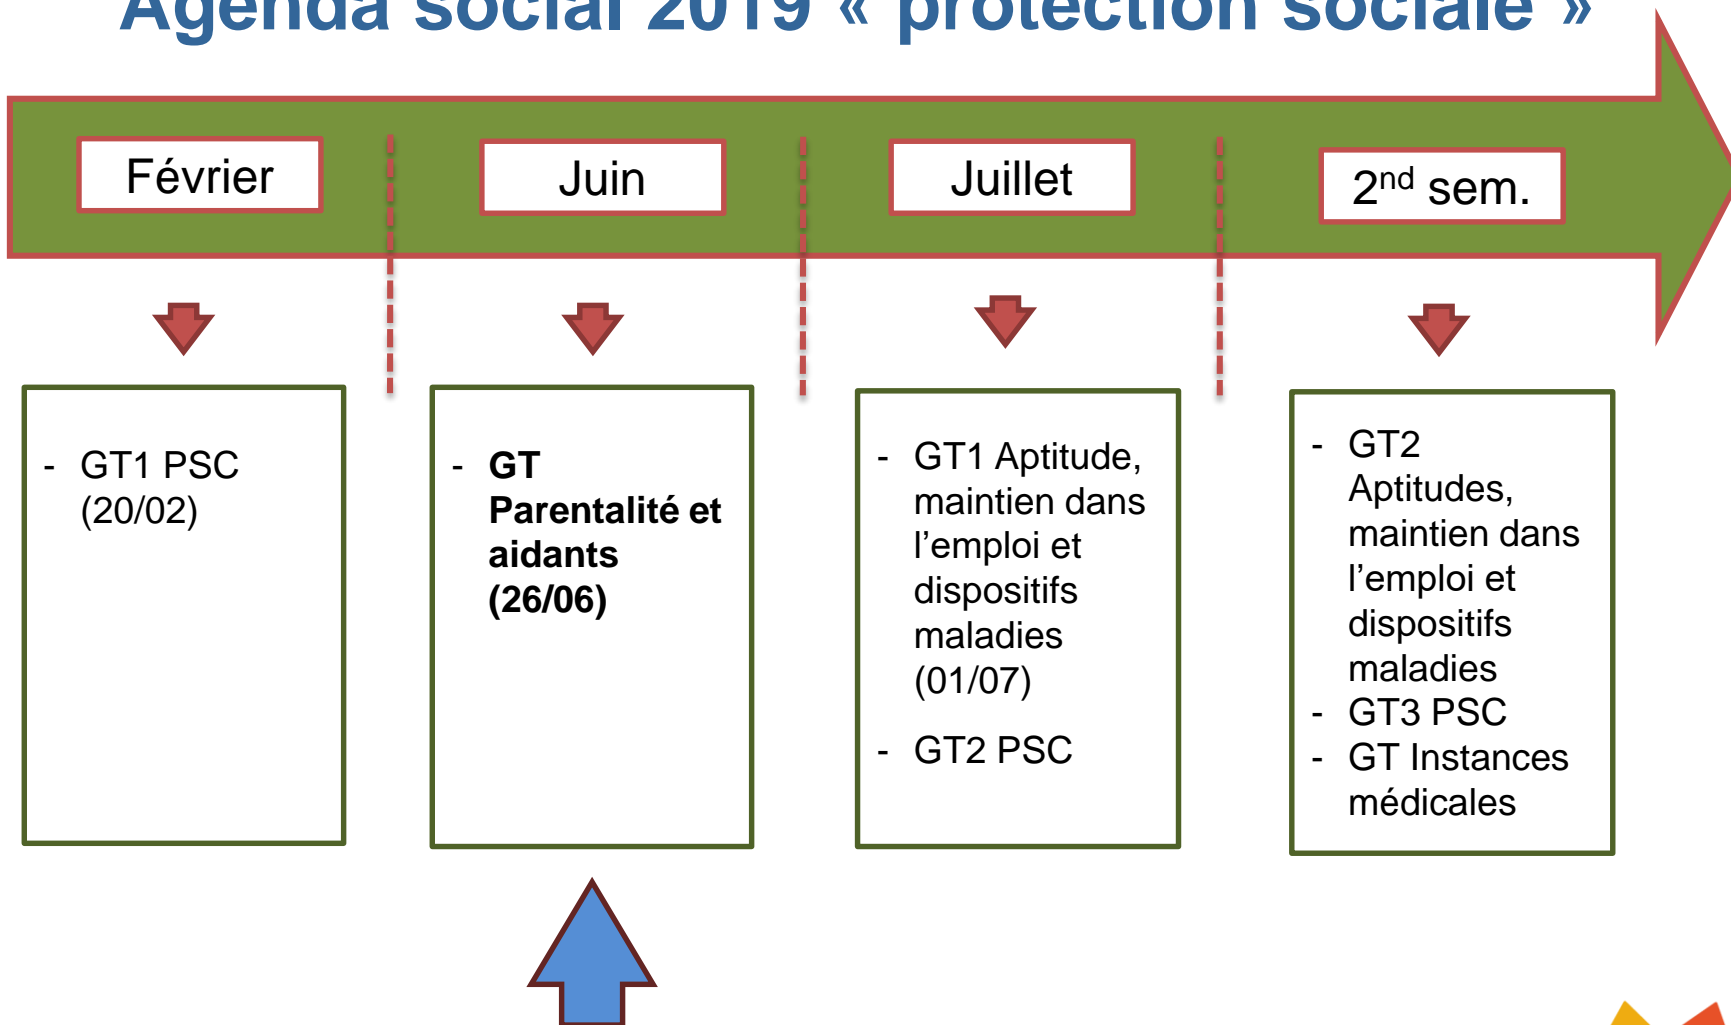 Agenda social 2019 « protection sociale »
Février
Juin
Juillet
2nd sem.
- GT1 PSC
(20/02)
- GT
Parentalité et
aidants
(26/06)
- GT1 Aptitude,
maintien dans
l’emploi et
dispositifs
maladies
(01/07)
- GT2 PSC
- GT2
Aptitudes,
maintien dans
l’emploi et
dispositifs
maladies
- GT3 PSC
- GT Instances
médicales